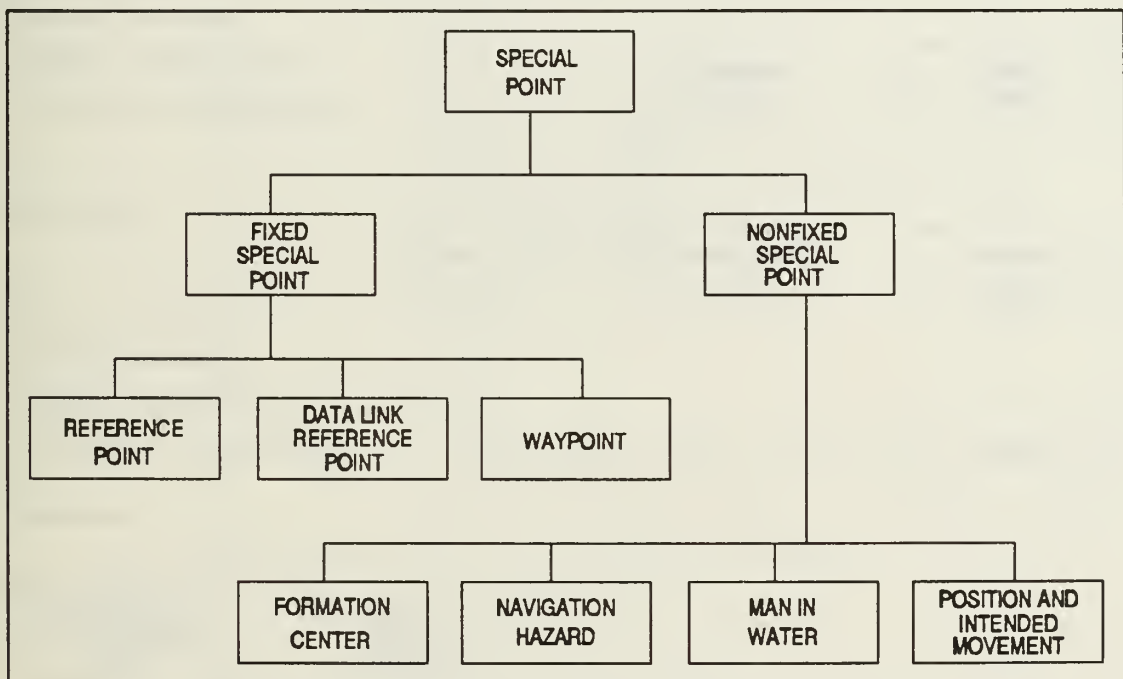 SPECIAL
POINT
FIXED
SPECIAL
POINT
NONFIXED
SPECIAL
POINT
REFERENCE
POINT
DATA LINK
REFERENCE
POINT
WAYPOINT
FORMATION
CENTER
NAVIGATION
HAZARD
MAN IN
WATER
POSITION AND
INTENDED
MOVEMENT